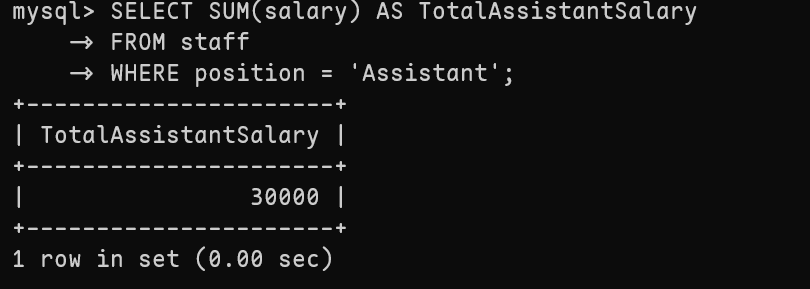 mysql> SELECT SUM(salary) AS TotalAssistantSalary
    -> FROM staff
    -> WHERE position = 'Assistant';
+----------------------+
| TotalAssistantSalary |
+----------------------+
|                30000 |
+----------------------+
1 row in set (0.00 sec)